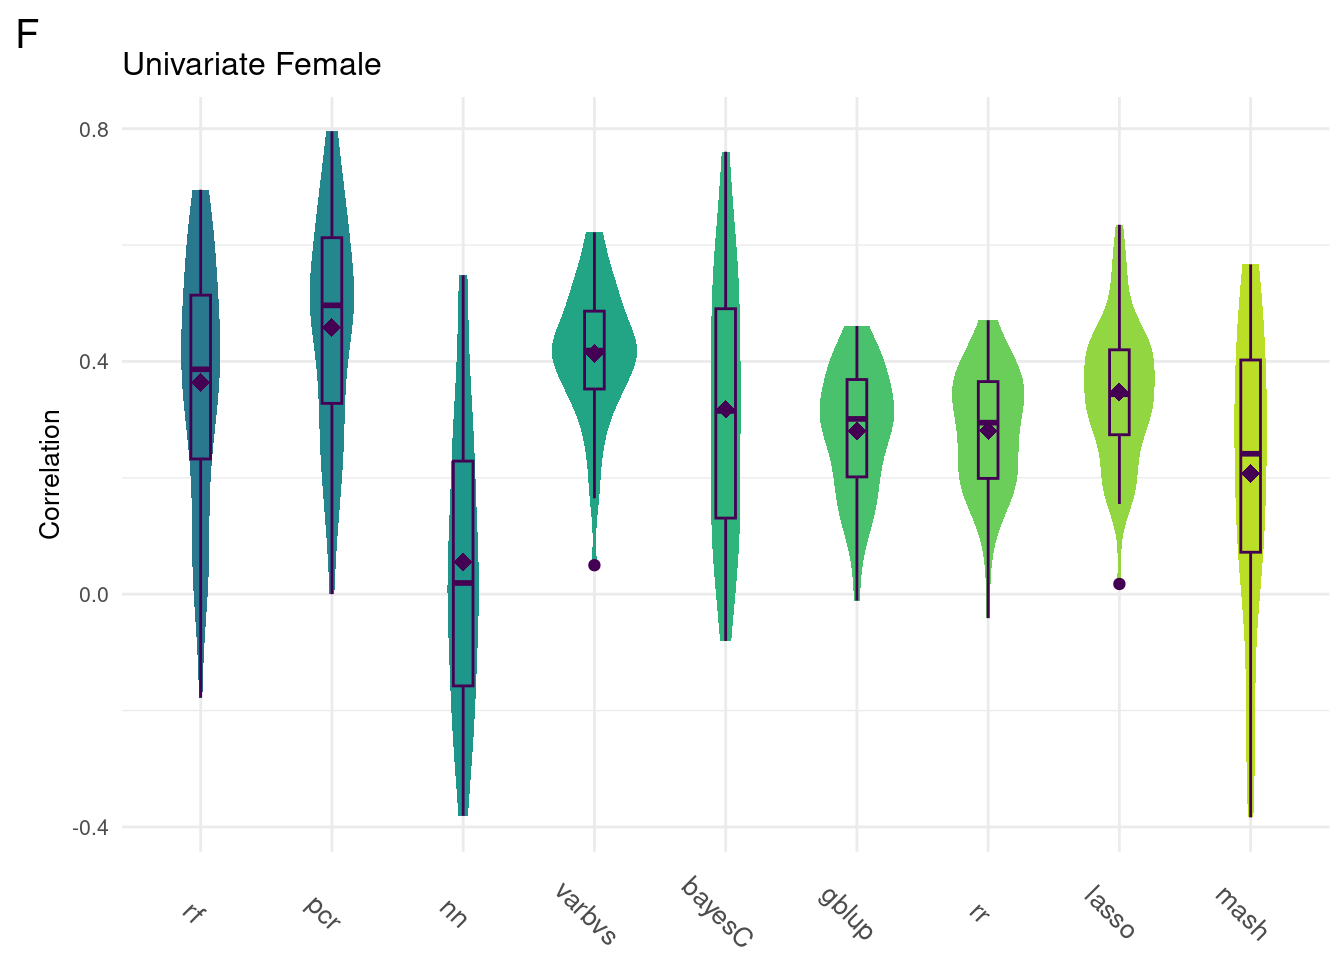 F
Univariate Female
Correlation
0.8
0.4
0.0
-0.4
rf
pcr
nn
varbvs
bayesC
gblup
rr
lasso
mash